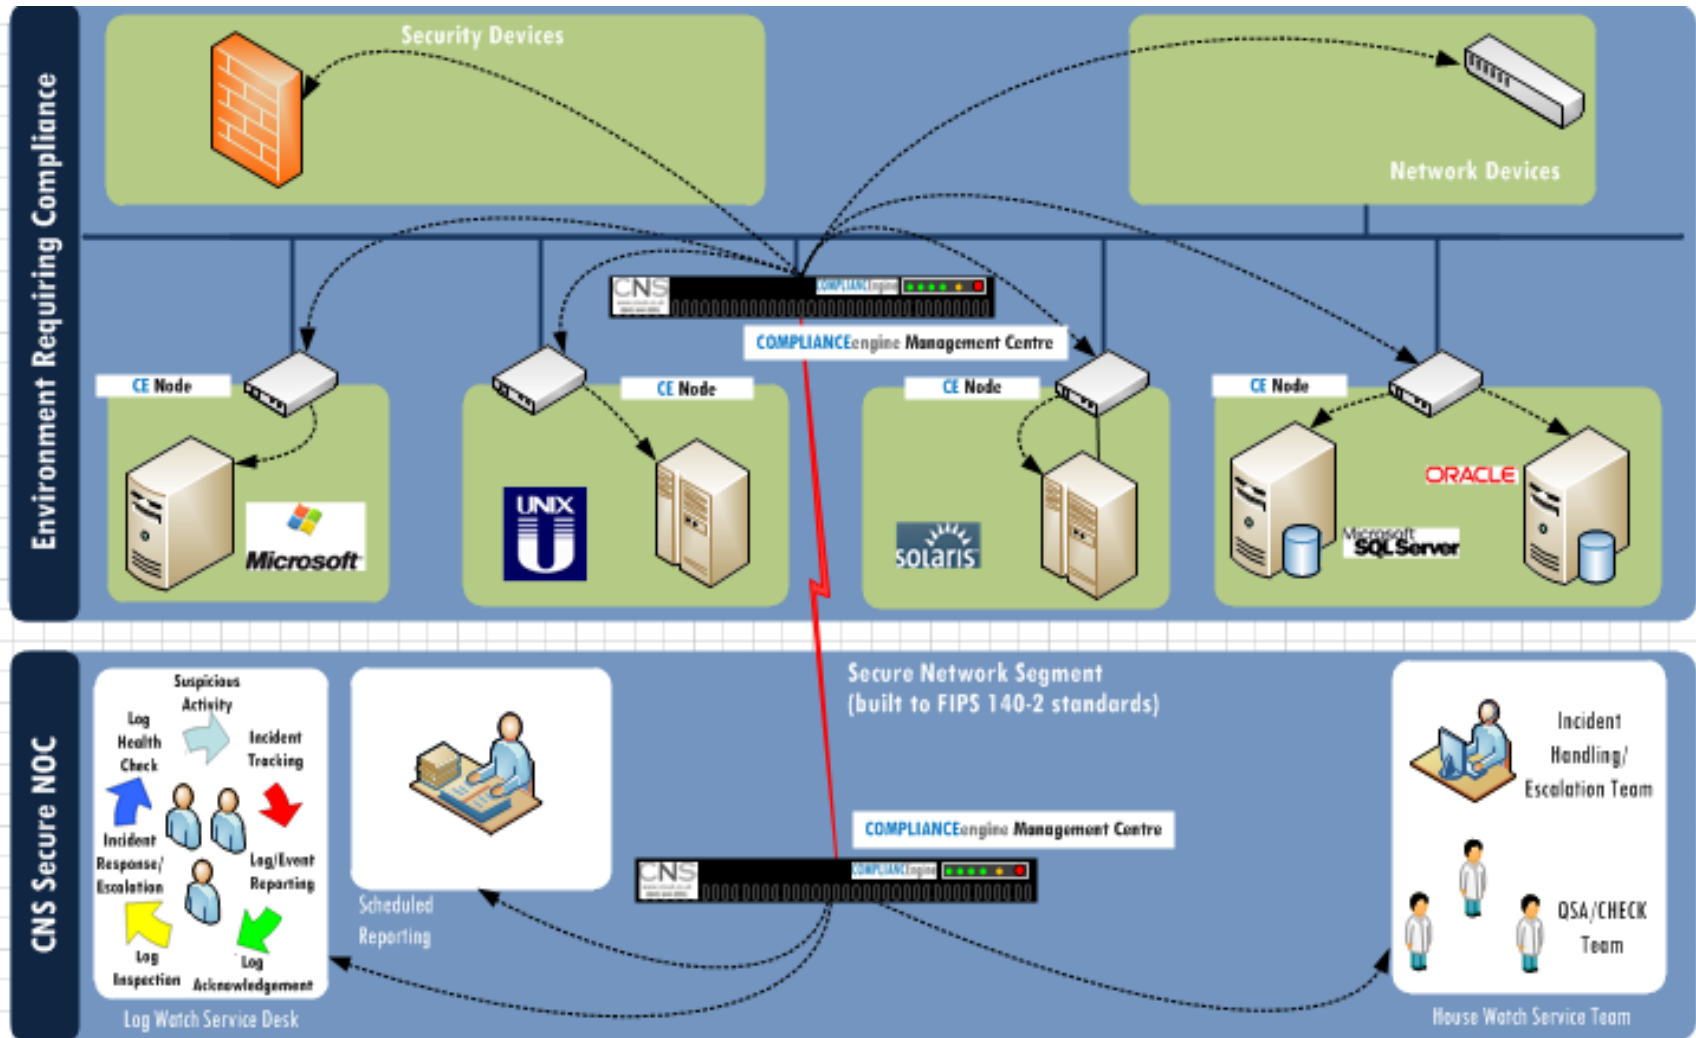 Environment Requiring Compliance
Security Devices
Network Devices
CNS
COMPLIANCEngine
COMPLIANCEengine Management Centre
CE Node
CE Node
CE Node
CE Node
Microsoft
UNIX
solaris
Microsoft
SQL Server
ORACLE
CNS Secure NOC
Suspicious
Activity
Log
Health
Check
Incident
Tracking
Incident
Response/
Escalation
Log/Event
Reporting
Log
Inspection
Log
Acknowledgement
Log Watch Service Desk
Scheduled
Reporting
Secure Network Segment
(built to FIPS 140-2 standards)
COMPLIANCEengine Management Centre
CNS
COMPLIANCEngine
Incident
Handling/
Escalation Team
QSA/CHECK
Team
House Watch Service Team